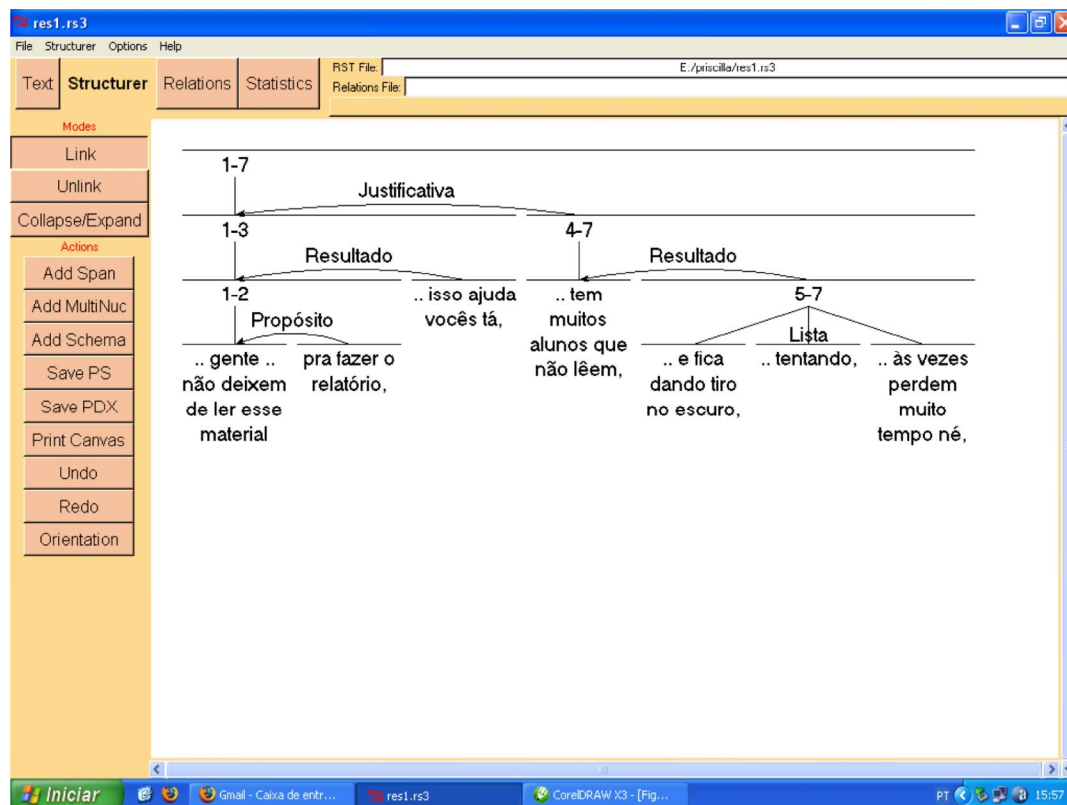 res1.rs3
File Structurer Options Help
Text Structurer Relations Statistics
RST File: E:/priscilla/res1.rs3
Relations File:
Modes
Link
Unlink
Collapse/Expand
Actions
Add Span
Add MultiNuc
Add Schema
Save PS
Save PDX
Print Canvas
Undo
Redo
Orientation
1-7
Justificativa
1-3
4-7
Resultado
Resultado
1-2
.. isso ajuda
vocês tá,
.. tem
muitos
alunos que
não lêem,
5-7
Propósito
Lista
.. gente ..
não deixem
de ler esse
material
pra fazer o
relatório,
.. e fica
dando tiro
no escuro,
.. tentando,
.. às vezes
perdem
muito
tempo né,
Iniciar
Gmail - Caixa de entr...
res1.rs3
CorelDRAW X3 - [Fig...
PT
15:57